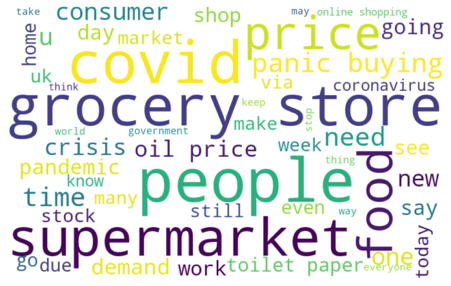 take
consumer
shop
price
may
online shopping
going
home
u
day
market
covid
panic buying
uk
think
via
coronavirus
grocery store
keep
world
government
make
stop
week
need
crisis
oil price
see
pandemic
people
thing
food
new
know
time
many
still
even
way
say
stock
supermarket
one
today
go
due
demand
work
toilet paper
everyone